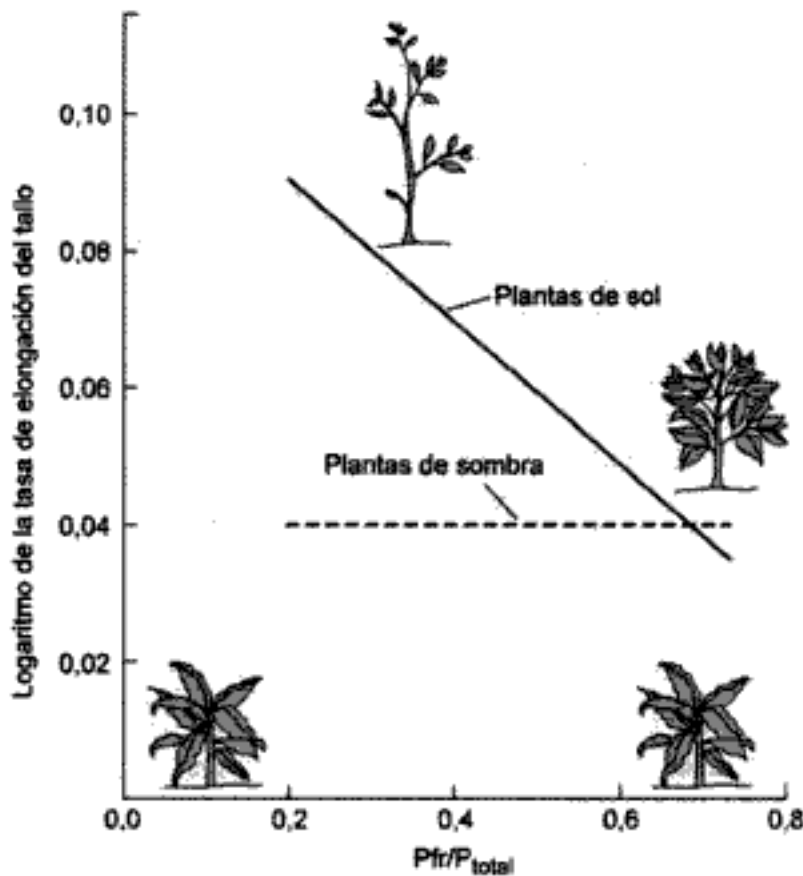 Logaritmo de la tasa de elongación del tallo
0,10
0.08
0.06
0,04
0,02
Plantas de sol
Plantas de sombra
0.0
0,2
0,4
0,6
0,8
Pfr/P_total